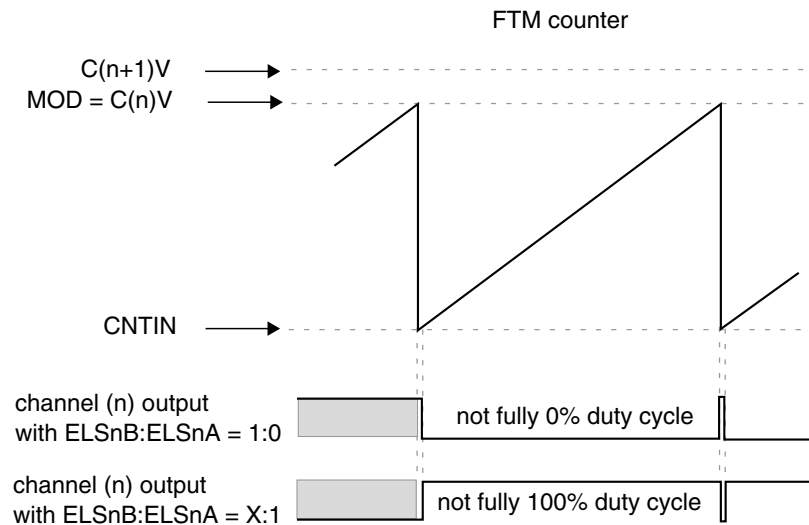 FTM counter
C(n+1)V
MOD = C(n)V
CNTIN
channel (n) output
with ELSnB:ELSnA = 1:0
not fully 0% duty cycle
channel (n) output
with ELSnB:ELSnA = X:1
not fully 100% duty cycle